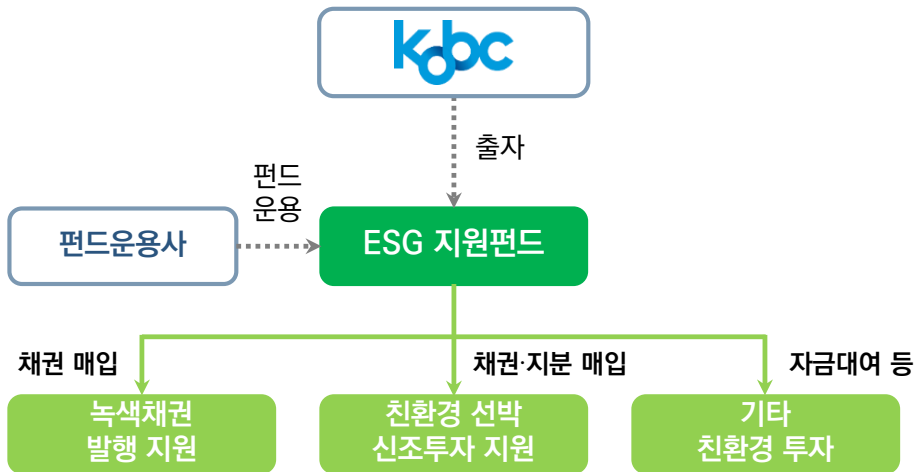 kobc
출자
펀드
운용
펀드운용사
ESG 지원펀드
채권 매입
채권·지분 매입
자금대여 등
녹색채권
발행 지원
친환경 선박
신조투자 지원
기타
친환경 투자